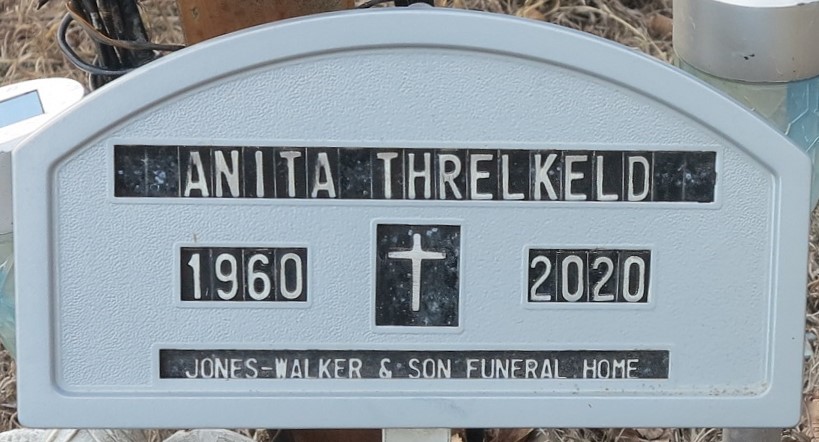 ANITA THRELKELD
1960 2020
JONES-WALKER & SON FUNERAL HOME